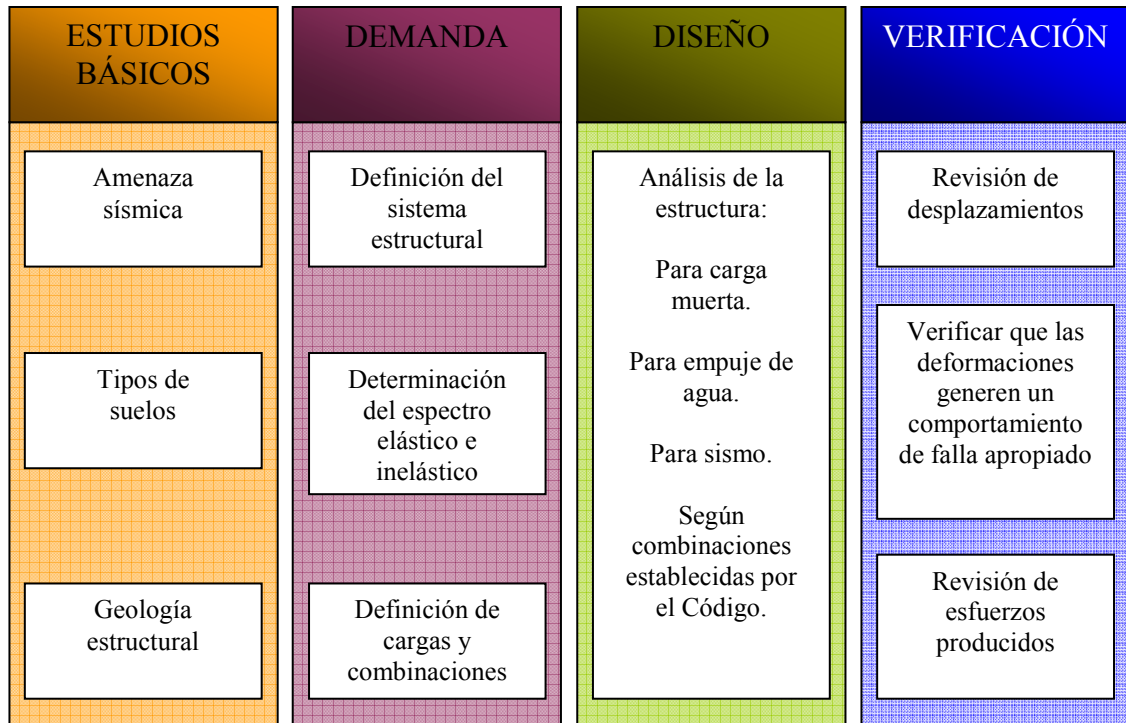 ESTUDIOS
BÁSICOS
Amenaza
sísmica
Tipos de
suelos
Geología
estructural
DEMANDA
Definición del
sistema
estructural
Determinación
del espectro
elástico e
inelástico
Definición de
cargas y
combinaciones
DISEÑO
Análisis de la
estructura:
Para carga
muerta.
Para empuje de
agua.
Para sismo.
Según
combinaciones
establecidas por
el Código.
VERIFICACIÓN
Revisión de
desplazamientos
Verificar que las
deformaciones
generen un
comportamiento
de falla apropiado
Revisión de
esfuerzos
producidos